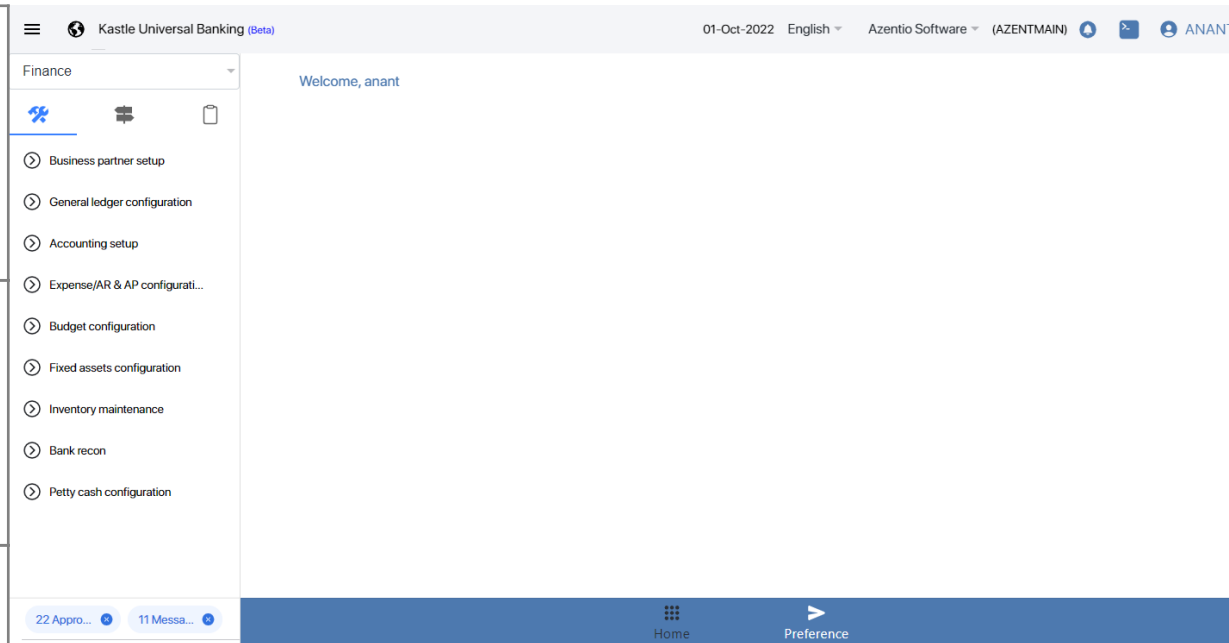 Kastle Universal Banking (Beta)
01-Oct-2022 English Azentio Software (AZENTMAIN) ANANT
Finance
Welcome, anant
Business partner setup
General ledger configuration
Accounting setup
Expense/AR & AP configurati...
Budget configuration
Fixed assets configuration
Inventory maintenance
Bank recon
Petty cash configuration
22 Appro... 11 Messa...
Home Preference